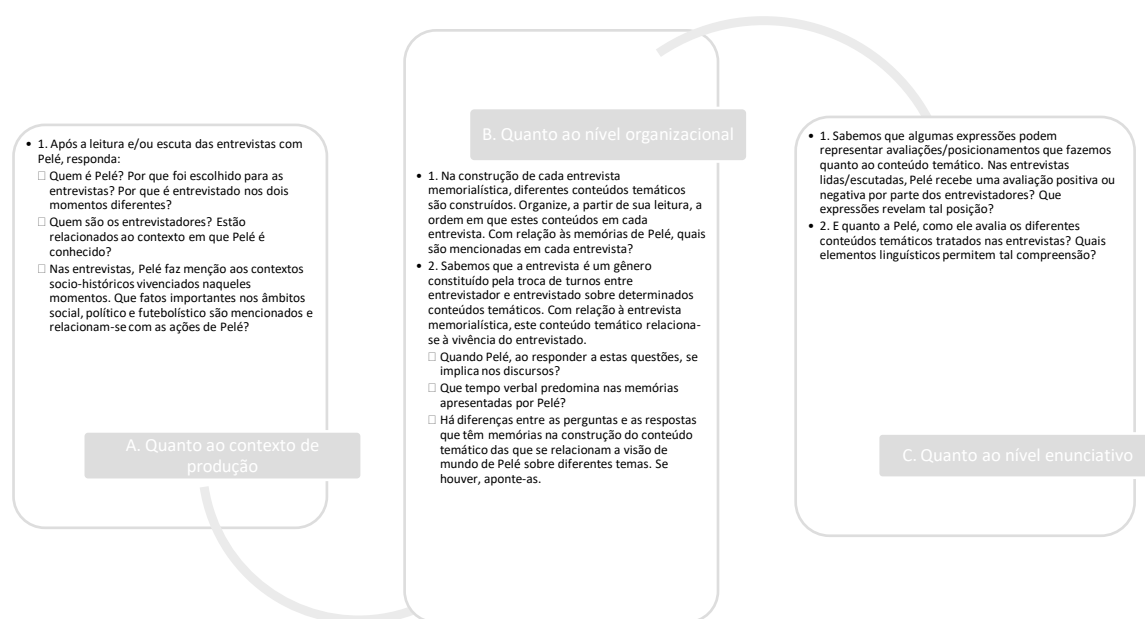 • 1. Após a leitura e/ou escuta das entrevistas com
Pelé, responda:
□ Quem é Pelé? Por que foi escolhido para as
entrevistas? Por que é entrevistado nos dois
momentos diferentes?
□ Quem são os entrevistadores? Estão
relacionados ao contexto em que Pelé é
conhecido?
□ Nas entrevistas, Pelé faz menção aos contextos
socio-históricos vivenciados naqueles
momentos. Que fatos importantes nos âmbitos
social, político e futebolístico são mencionados e
relacionam-se com as ações de Pelé?
A. Quanto ao contexto de
produção
B. Quanto ao nível organizacional
• 1. Na construção de cada entrevista
memorialística, diferentes conteúdos temáticos
são construídos. Organize, a partir de sua leitura, a
ordem em que estes conteúdos em cada
entrevista. Com relação às memórias de Pelé, quais
são mencionadas em cada entrevista?
• 2. Sabemos que a entrevista é um gênero
constituído pela troca de turnos entre
entrevistador e entrevistado sobre determinados
conteúdos temáticos. Com relação à entrevista
memorialística, este conteúdo temático relaciona-
se à vivência do entrevistado.
□ Quando Pelé, ao responder a estas questões, se
implica nos discursos?
□ Que tempo verbal predomina nas memórias
apresentadas por Pelé?
□ Há diferenças entre as perguntas e as respostas
que têm memórias na construção do conteúdo
temático das que se relacionam a visão de
mundo de Pelé sobre diferentes temas. Se
houver, aponte-as.
• 1. Sabemos que algumas expressões podem
representar avaliações/posicionamentos que fazemos
quanto ao conteúdo temático. Nas entrevistas
lidas/escutadas, Pelé recebe uma avaliação positiva ou
negativa por parte dos entrevistadores? Que
expressões revelam tal posição?
• 2. E quanto a Pelé, como ele avalia os diferentes
conteúdos temáticos tratados nas entrevistas? Quais
elementos linguísticos permitem tal compreensão?
C. Quanto ao nível enunciativo